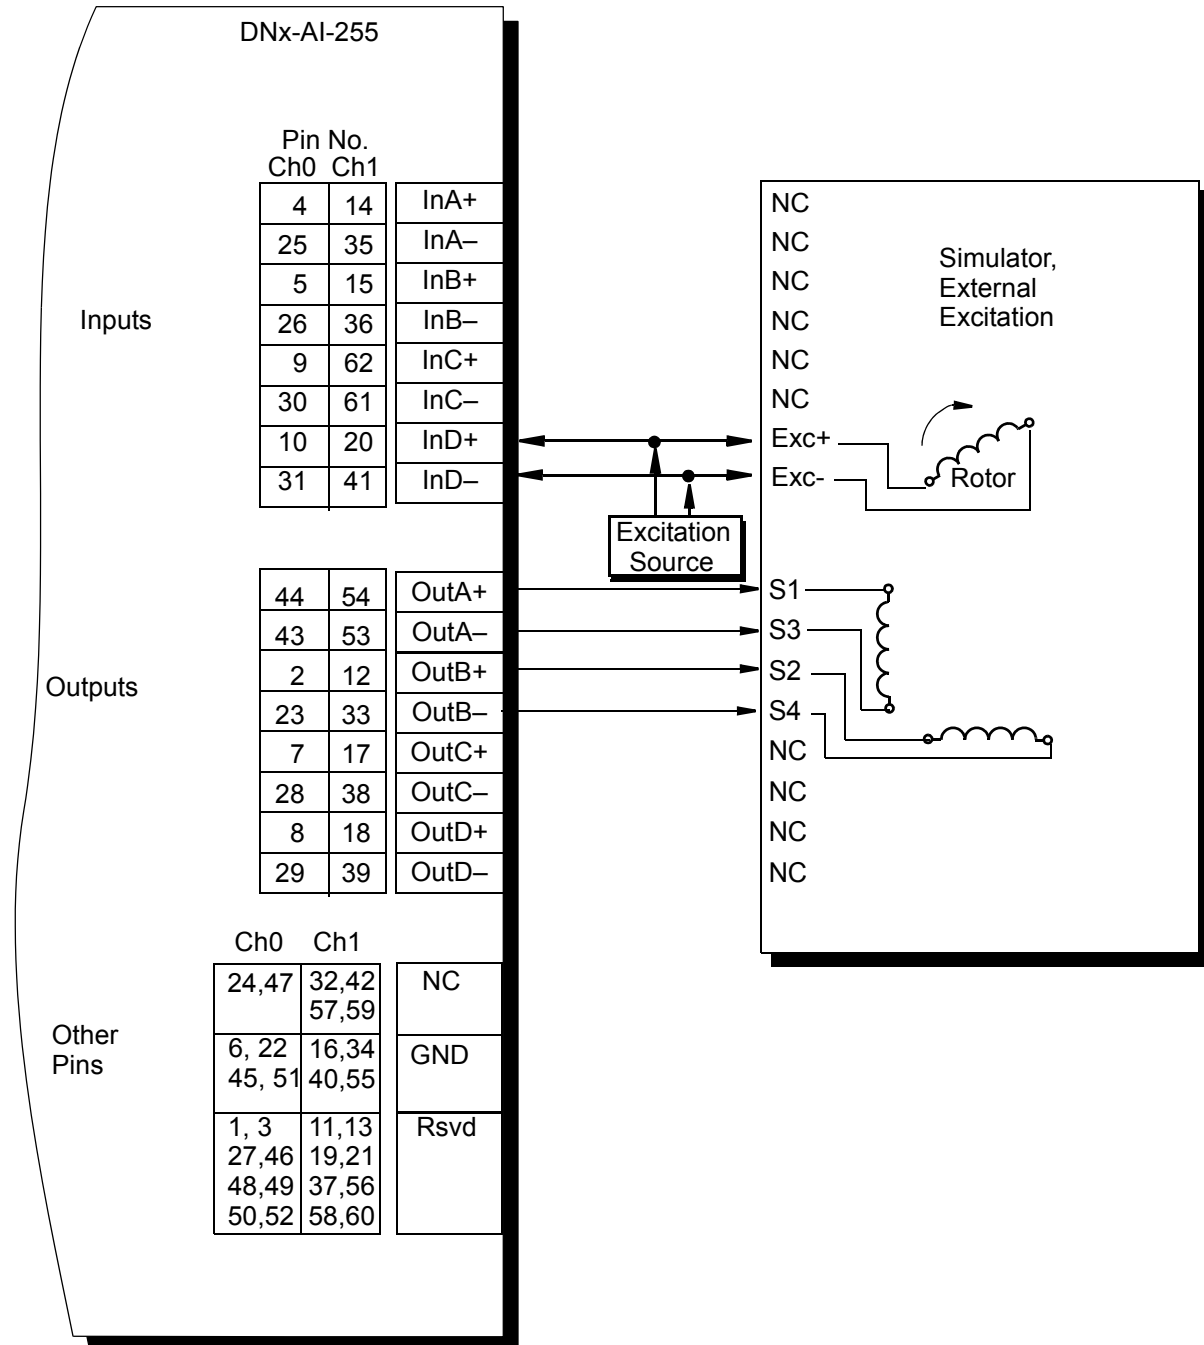 DNx-AI-255
Pin No.
Ch0 Ch1
Inputs
4 14 InA+
25 35 InA–
5 15 InB+
26 36 InB–
9 62 InC+
30 61 InC–
10 20 InD+
31 41 InD–
Outputs
44 54 OutA+
43 53 OutA–
2 12 OutB+
23 33 OutB–
7 17 OutC+
28 38 OutC–
8 18 OutD+
29 39 OutD–
Ch0 Ch1
Other
Pins
24,47 32,42 NC
57,59
6, 22 16,34 GND
45, 51 40,55
1, 3 11,13 Rsvd
27,46 19,21
48,49 37,56
50,52 58,60
Excitation
Source
Simulator,
External
Excitation
NC
NC
NC
NC
NC
NC
Exc+
Exc-
Rotor
S1
S3
S2
S4
NC
NC
NC
NC